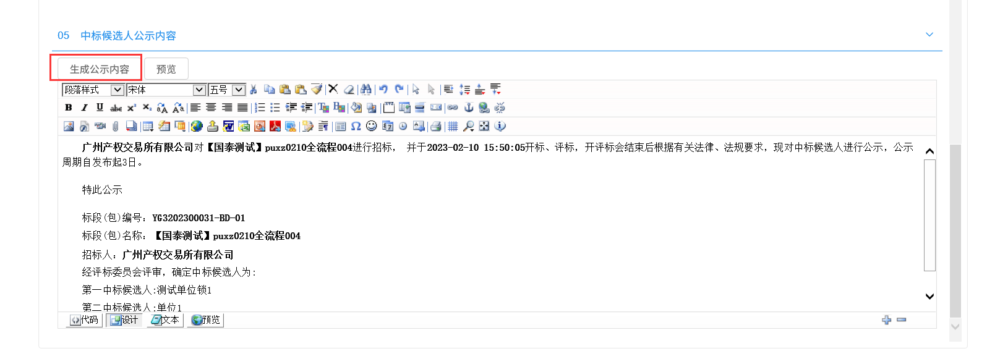 05 中标候选人公示内容
生成公示内容 预览
段落样式 宋体 五号
广州产权交易所有限公司对【国泰测试】puxz0210全流程004进行招标， 并于2023-02-10 15:50:05开标、评标，开评标会结束后根据有关法律、法规要求，现对中标候选人进行公示，公示
周期自发布起3日。
特此公示
标段(包)编号：YG3202300031-BD-01
标段(包)名称：【国泰测试】puxz0210全流程004
招标人：广州产权交易所有限公司
经评标委员会评审，确定中标候选人为:
第一中标候选人:测试单位锁1
第二中标候选人:单位1
代码 设计 文本 预览